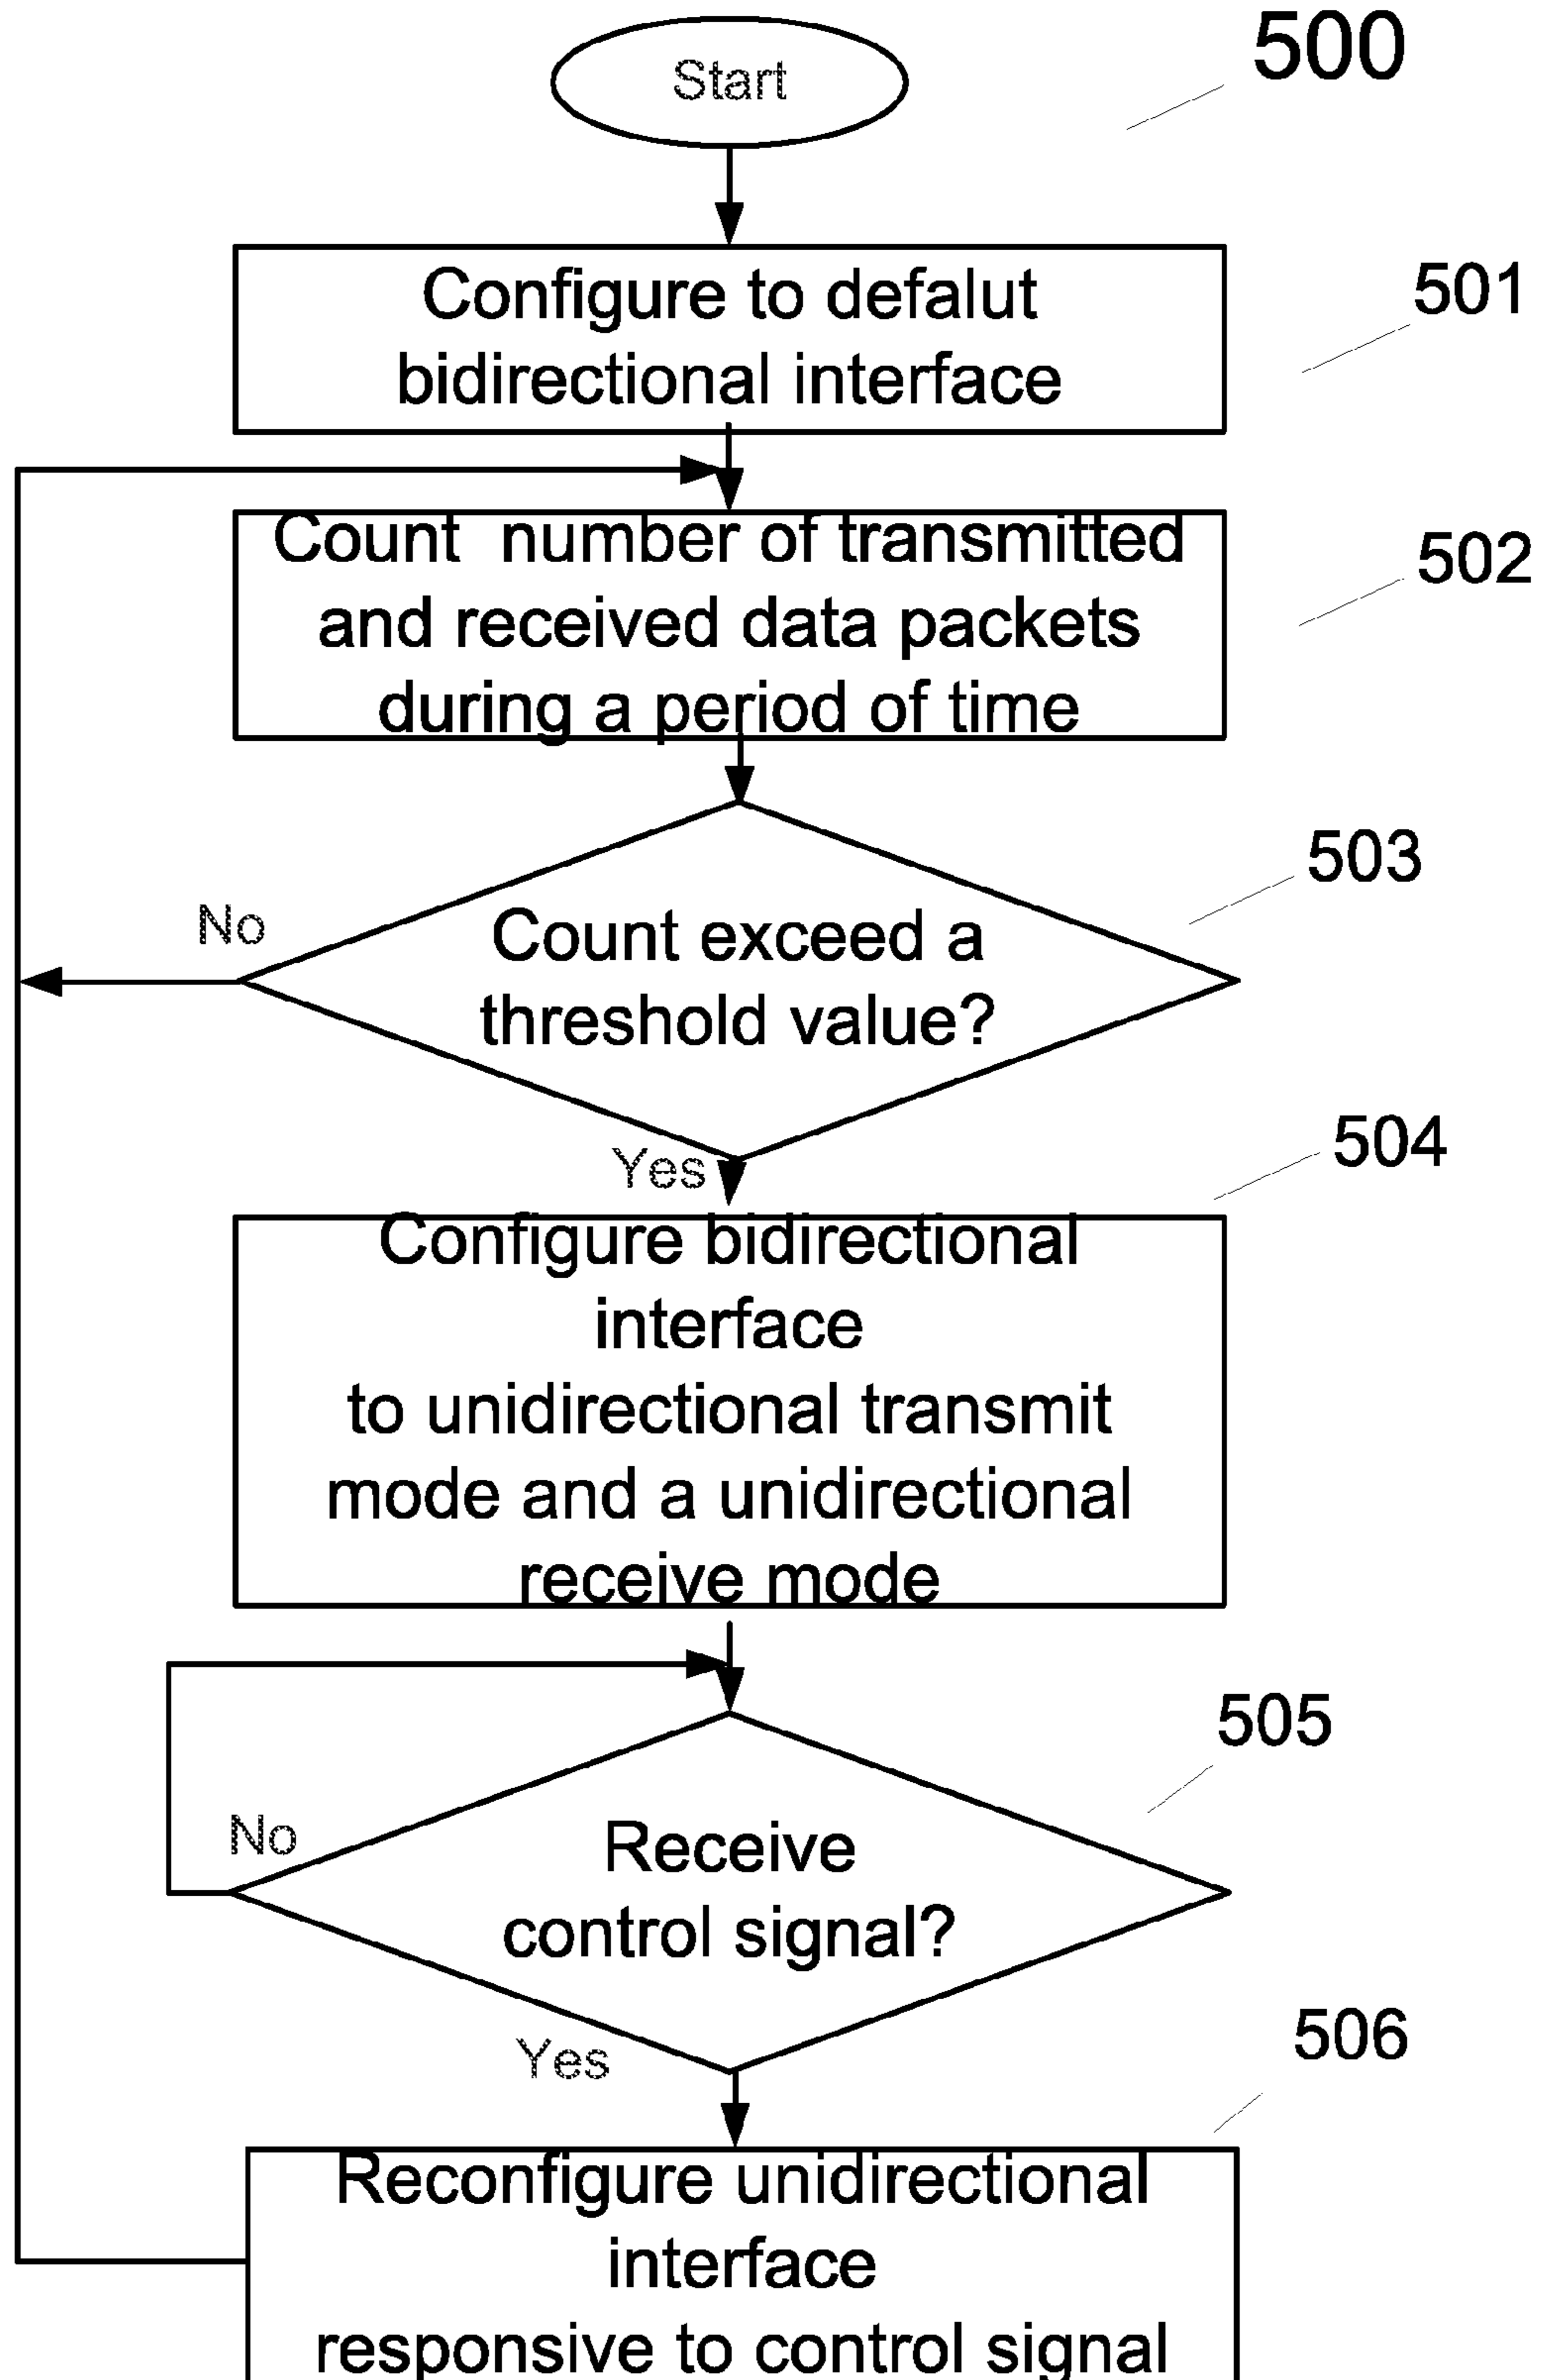 500
Start
Configure to defalut
bidirectional interface
501
Count number of transmitted
and received data packets
during a period of time
502
503
No
Count exceed a
threshold value?
Yes
504
Configure bidirectional
interface
to unidirectional transmit
mode and a unidirectional
receive mode
505
No
Receive
control signal?
Yes
506
Reconfigure unidirectional
interface
responsive to control signal